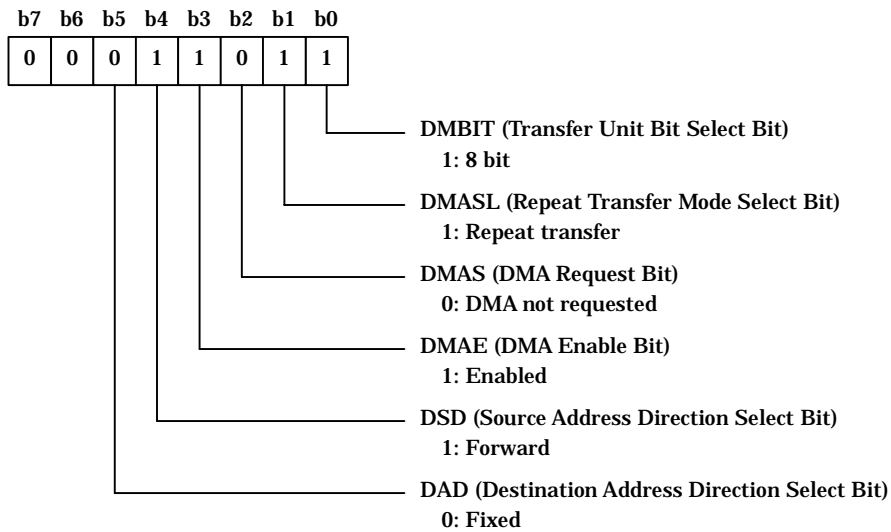 b7 b6 b5 b4 b3 b2 b1 b0
0 0 0 1 1 0 1 1
DMBIT (Transfer Unit Bit Select Bit)
1: 8 bit
DMASL (Repeat Transfer Mode Select Bit)
1: Repeat transfer
DMAS (DMA Request Bit)
0: DMA not requested
DMAE (DMA Enable Bit)
1: Enabled
DSD (Source Address Direction Select Bit)
1: Forward
DAD (Destination Address Direction Select Bit)
0: Fixed